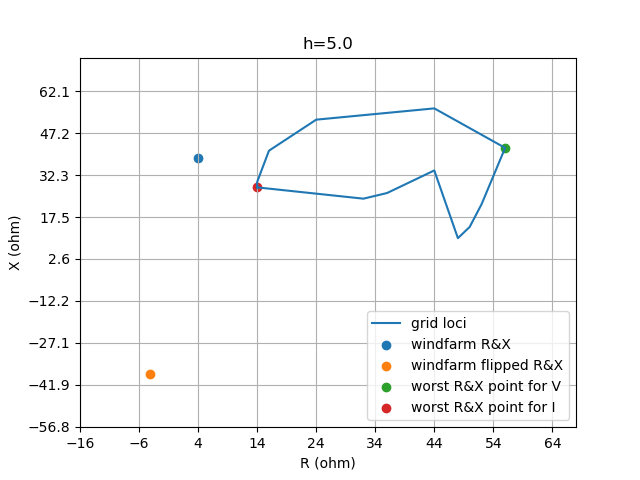 h=5.0
X (ohm)
62.1
47.2
32.3
17.5
2.6
−12.2
−27.1
−41.9
−56.8
grid loci
windfarm R&X
windfarm flipped R&X
worst R&X point for V
worst R&X point for I
−16 −6 4 14 24 34 44 54 64
R (ohm)